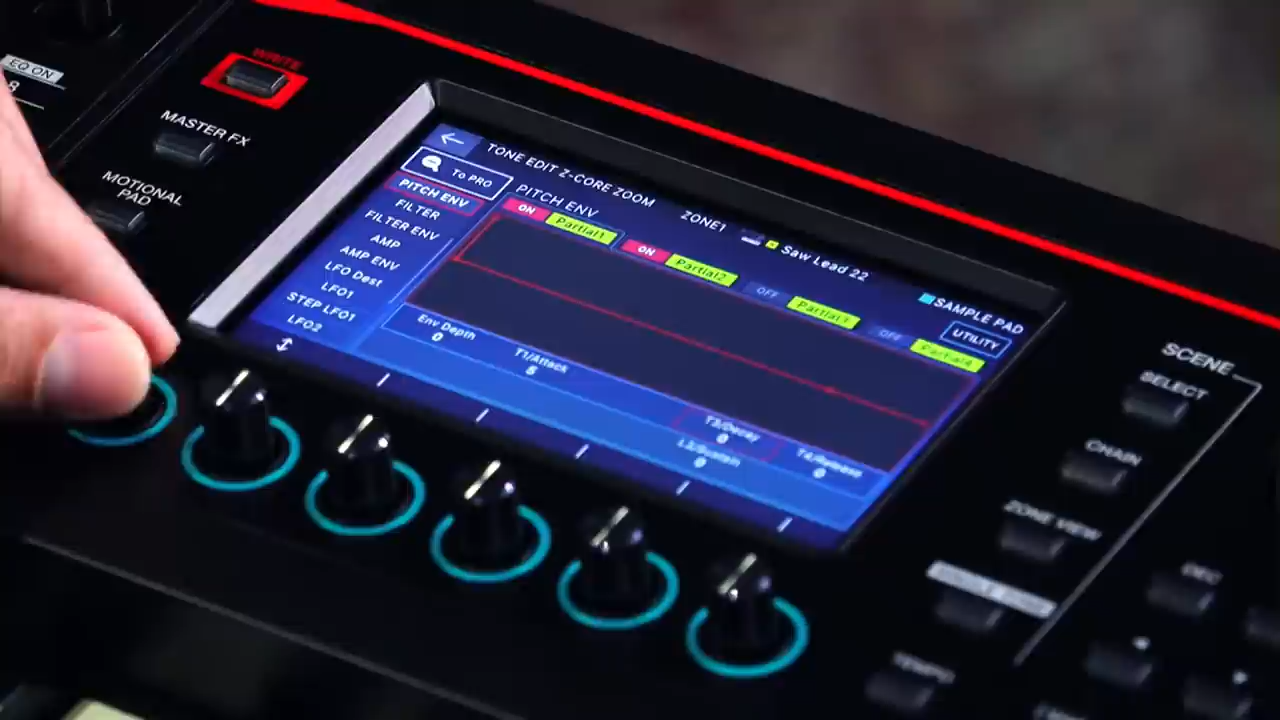 EQ ON
8
WRITE
MASTER FX
MOTIONAL
PAD
TONE EDIT Z-CORE ZOOM
ZONE1
Saw Lead 22
To PRO
PITCH ENV
FILTER
FILTER ENV
AMP
AMP ENV
LFO Dest
LFO1
STEP LFO1
LFO2
PITCH ENV
ON
Partial1
ON
Partial2
OFF
Partial3
OFF
Partial4
SAMPLE PAD
UTILITY
Env Depth
0
T1/Attack
T3/Decay
0
L3/Sustain
0
T4/Release
0
SCENE
SELECT
CHAIN
ZONE VIEW
DEC
TEMPO